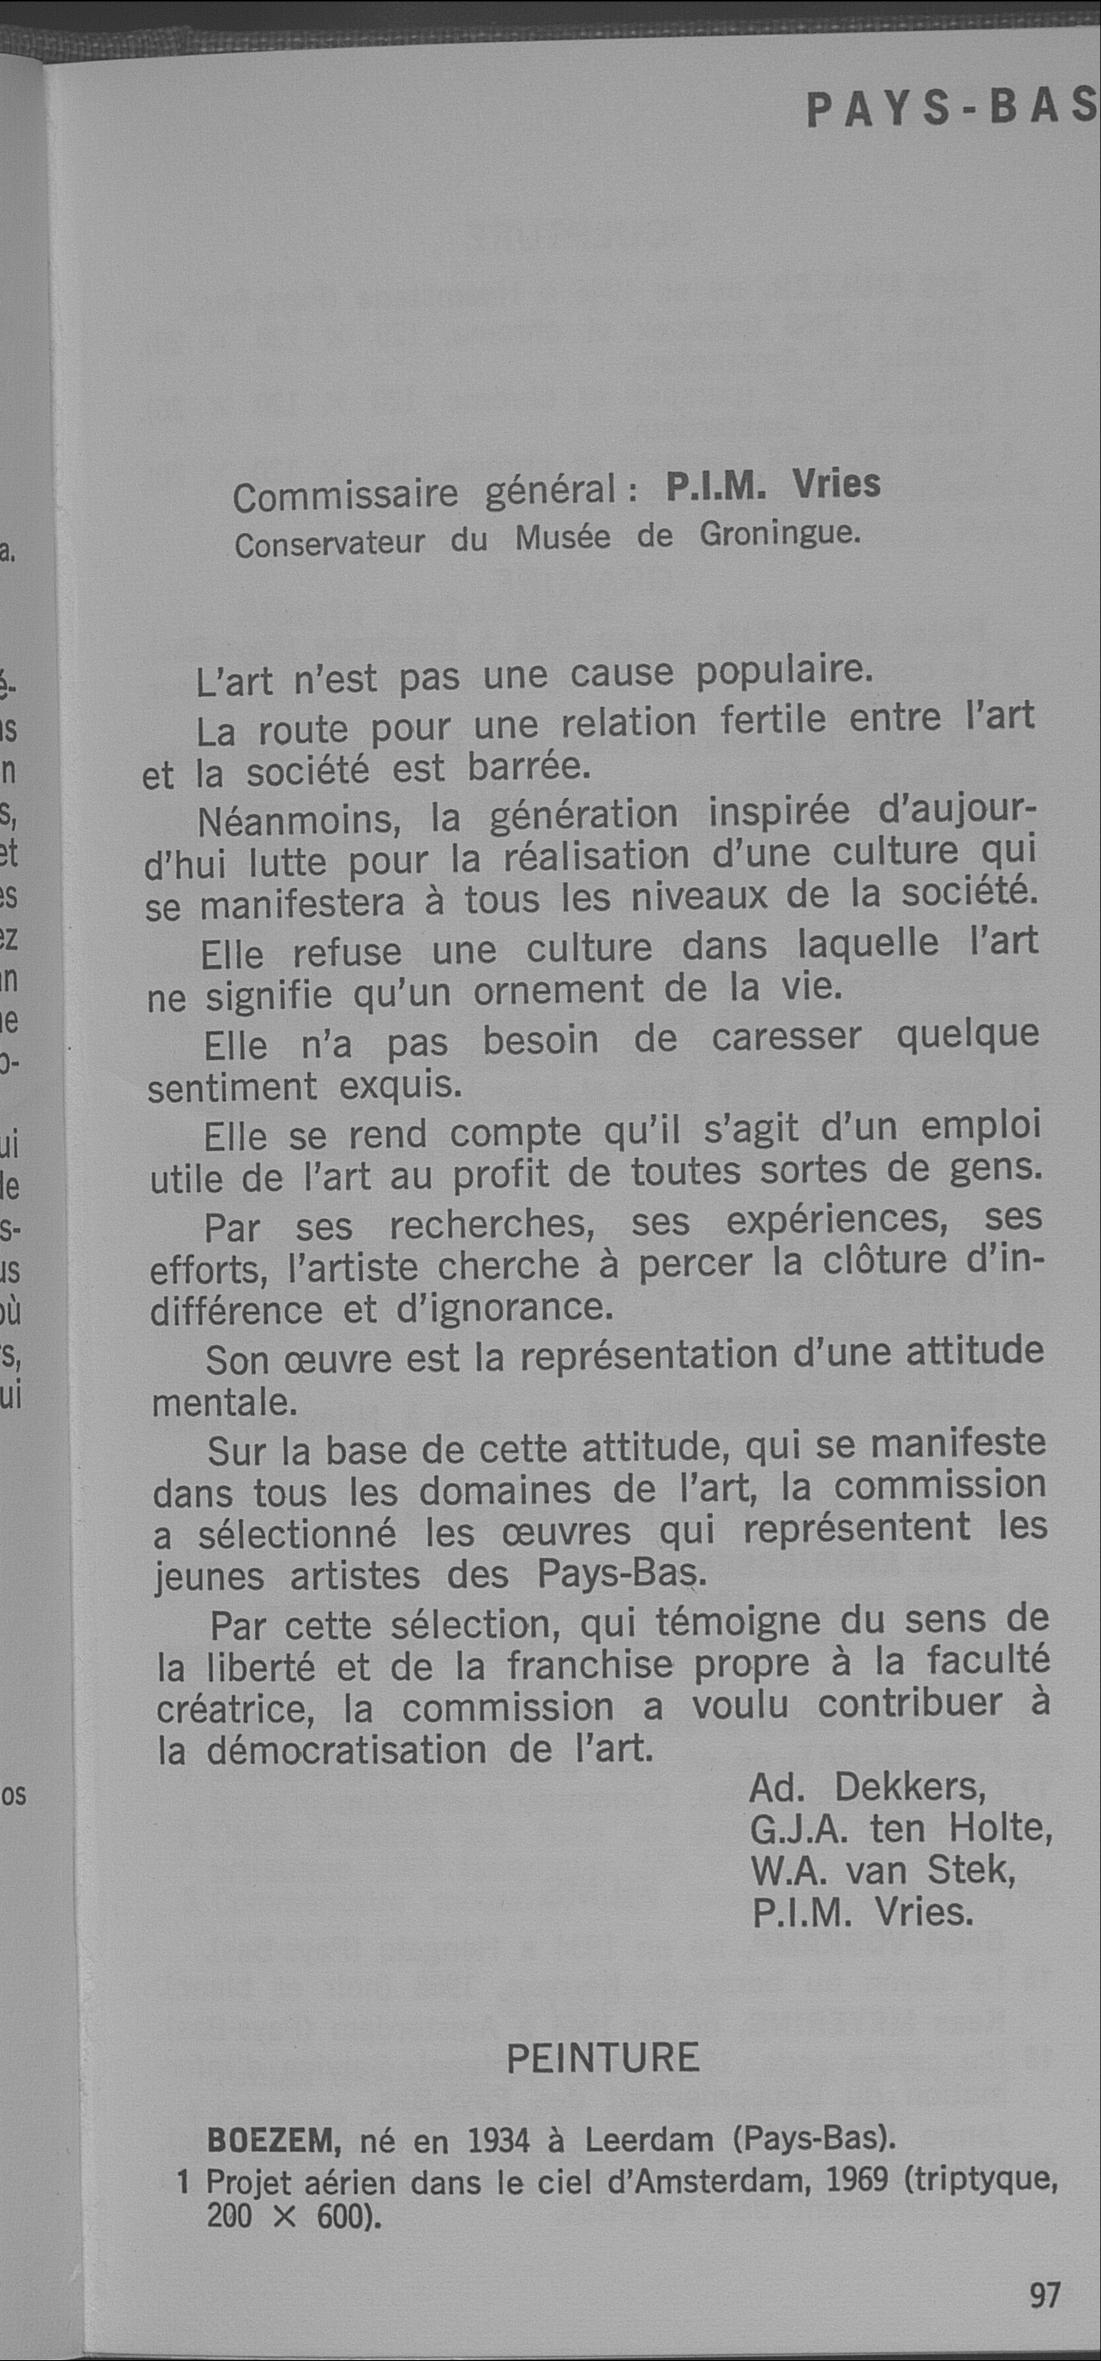 PAYS-BAS
Commissaire général : P.I.M. Vries
Conservateur du Musée de Groningue.
L'art n'est pas une cause populaire.
La route pour une relation fertile entre l'art
et la société est barrée.
Néanmoins, la génération inspirée d'aujour-
d'hui lutte pour la réalisation d'une culture qui
se manifestera à tous les niveaux de la société.
Elle refuse une culture dans laquelle l'art
ne signifie qu'un ornement de la vie.
Elle n'a pas besoin de caresser quelque
sentiment exquis.
Elle se rend compte qu'il s'agit d'un emploi
utile de l'art au profit de toutes sortes de gens.
Par ses recherches, ses expériences, ses
efforts, l'artiste cherche à percer la clôture d'in-
différence et d'ignorance.
Son œuvre est la représentation d'une attitude
mentale.
Sur la base de cette attitude, qui se manifeste
dans tous les domaines de l'art, la commission
a sélectionné les œuvres qui représentent les
jeunes artistes des Pays-Bas.
Par cette sélection, qui témoigne du sens de
la liberté et de la franchise propre à la faculté
créatrice, la commission a voulu contribuer à
la démocratisation de l'art.
Ad. Dekkers,
G.J.A. ten Holte,
W.A. van Stek,
P.I.M. Vries.
PEINTURE
BOEZEM, né en 1934 à Leerdam (Pays-Bas).
1 Projet aérien dans le ciel d'Amsterdam, 1969 (triptyque,
200 × 600).
97